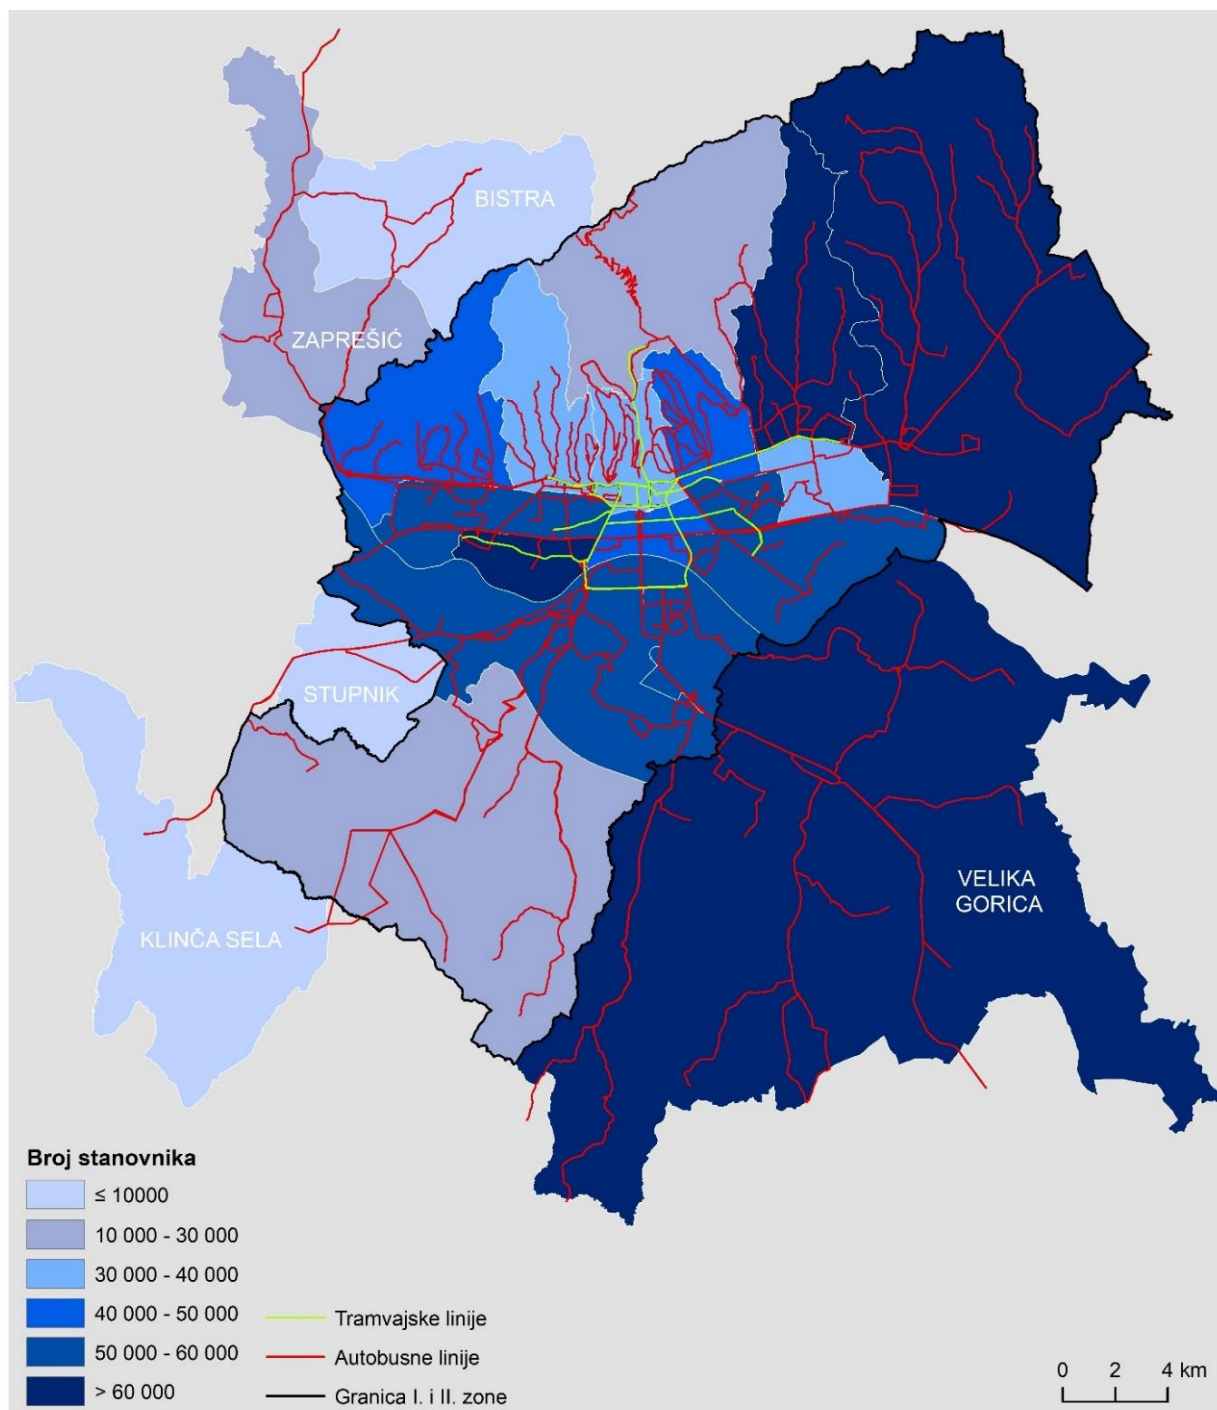 BISTRA
ZAPREŠIĆ
STUPNIK
VELIKA
GORICA
KLINČA SELA
Broj stanovnika
≤ 10000
10 000 - 30 000
30 000 - 40 000
40 000 - 50 000
50 000 - 60 000
> 60 000
Tramvajske linije
Autobusne linije
Granica I. i II. zone
0 2 4 km